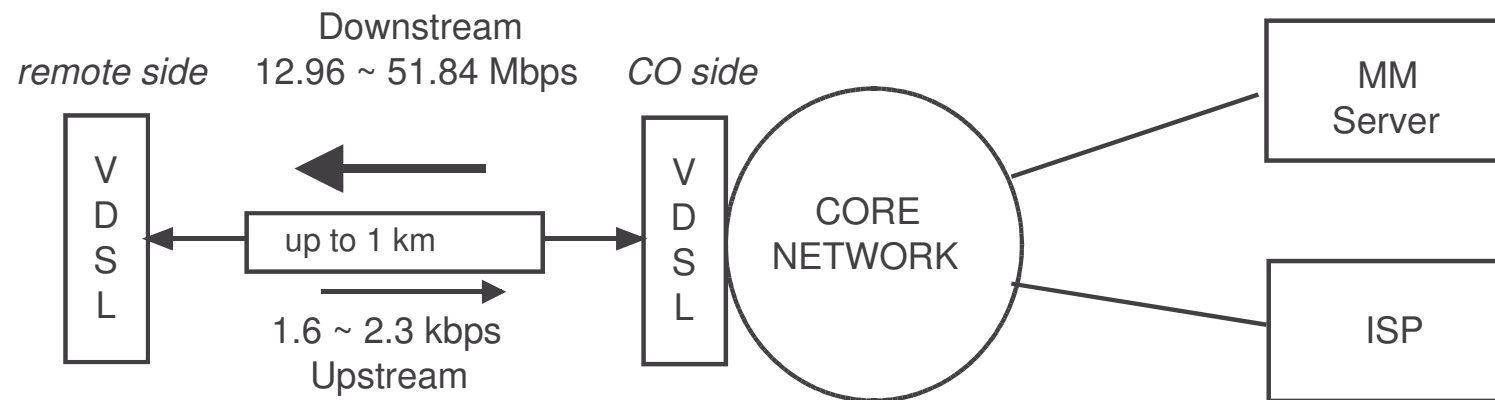 Downstream
12.96 ~ 51.84 Mbps
remote side
CO side
V
D
S
L
up to 1 km
1.6 ~ 2.3 kbps
Upstream
V
D
S
L
CORE
NETWORK
MM
Server
ISP